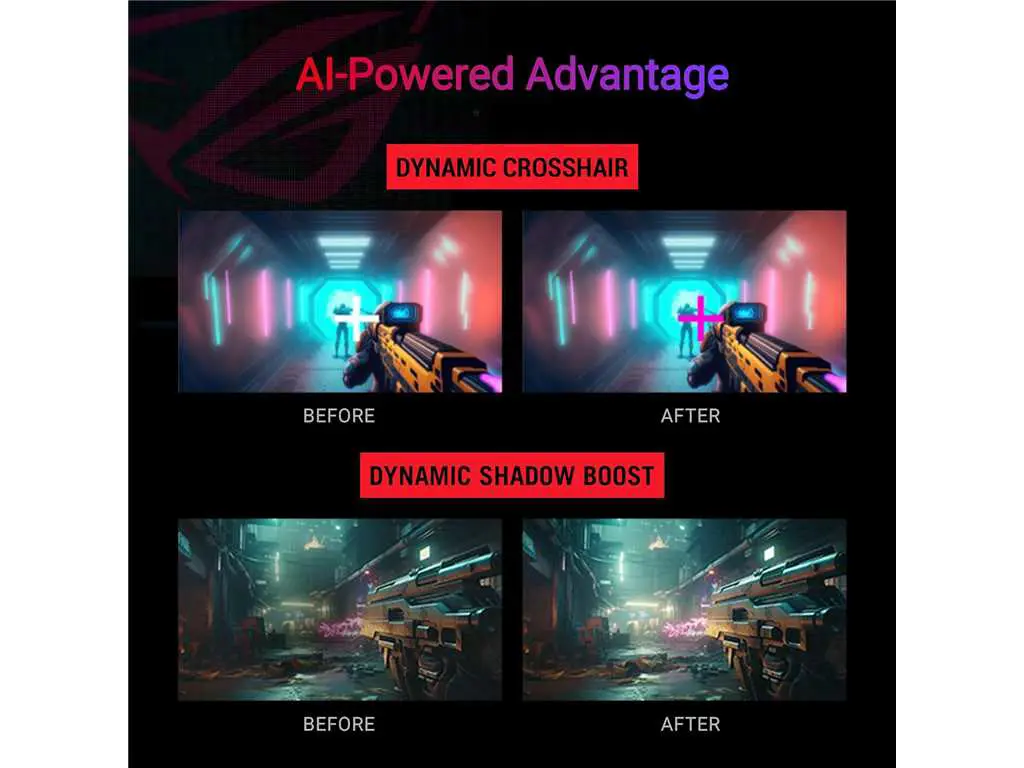 AI-Powered Advantage
DYNAMIC CROSSHAIR
BEFORE
AFTER
DYNAMIC SHADOW BOOST
BEFORE
AFTER